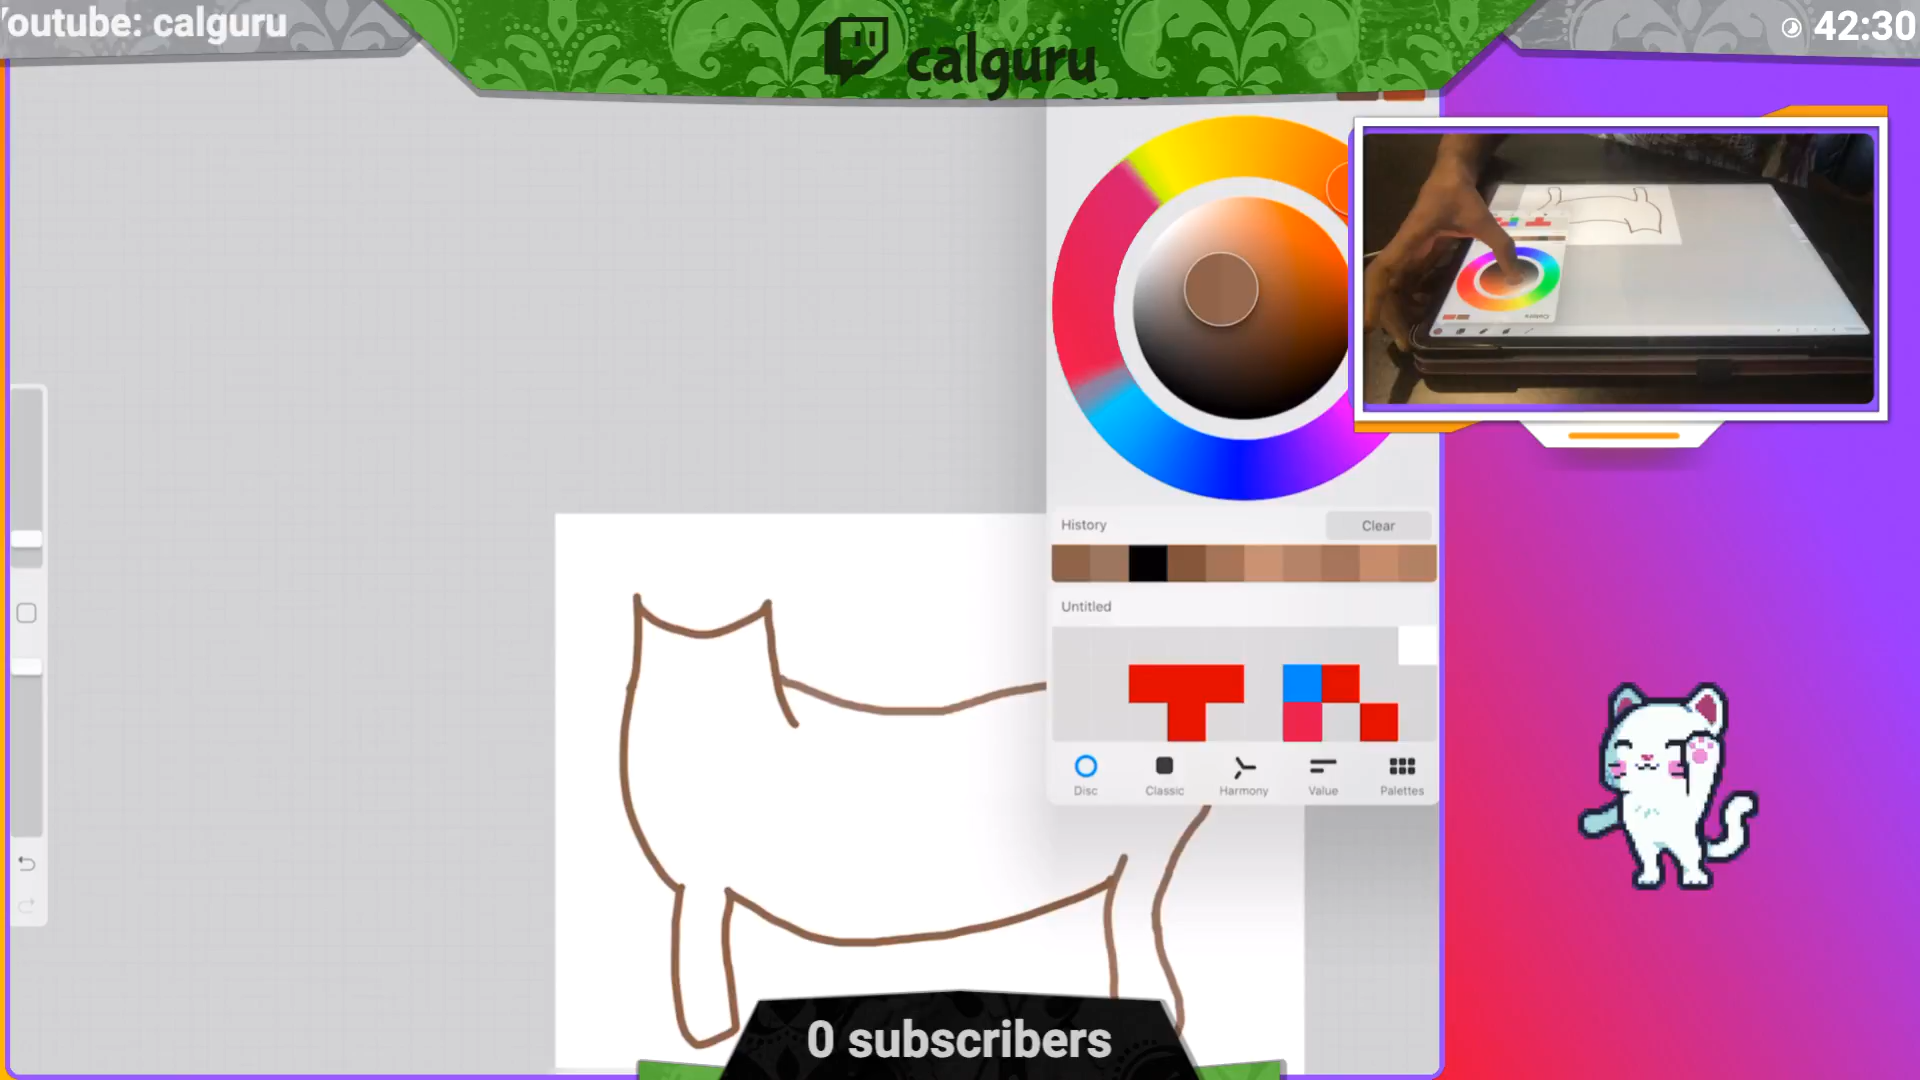 outube: calguru
calguru
42:30
History
Clear
Untitled
Disc
Classic
Harmony
Value
Palettes
0 subscribers